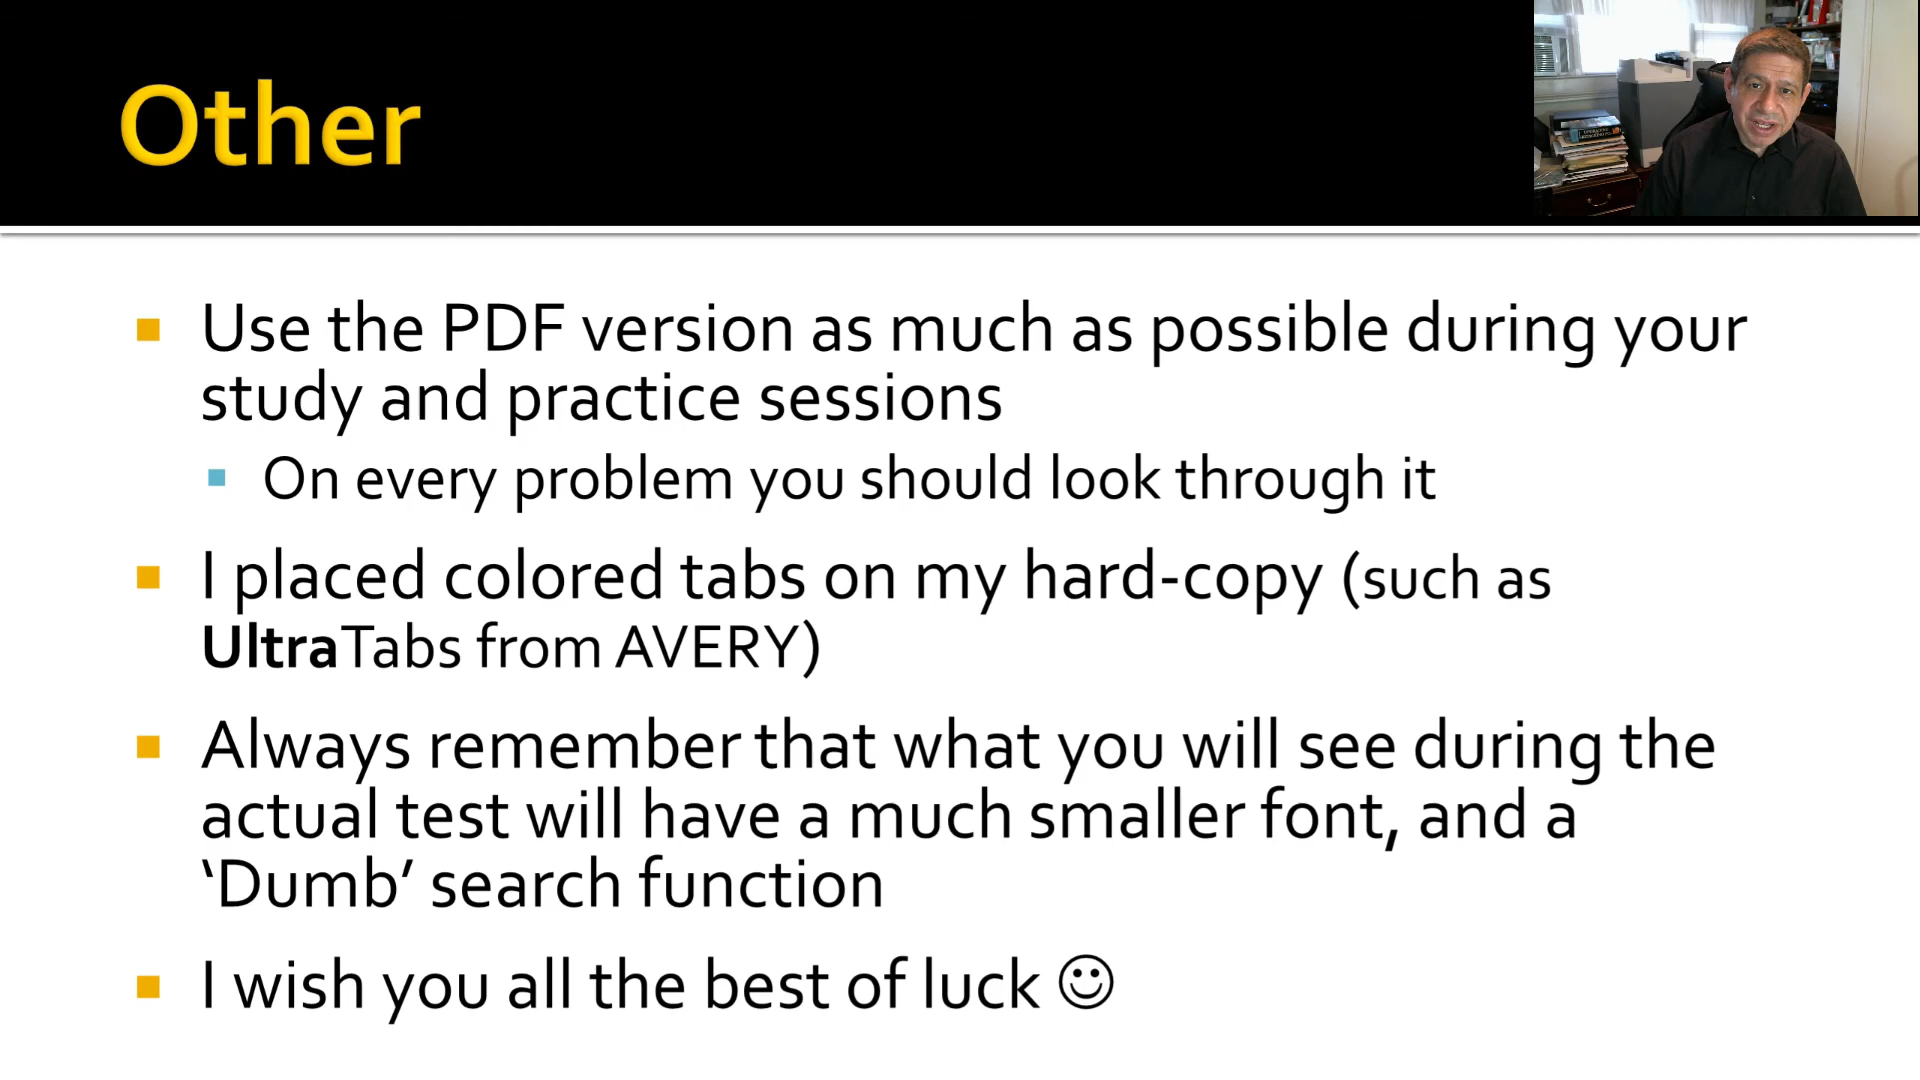 Other
Use the PDF version as much as possible during your
study and practice sessions
On every problem you should look through it
I placed colored tabs on my hard-copy (such as
UltraTabs from AVERY)
Always remember that what you will see during the
actual test will have a much smaller font, and a
‘Dumb’ search function
I wish you all the best of luck ☺